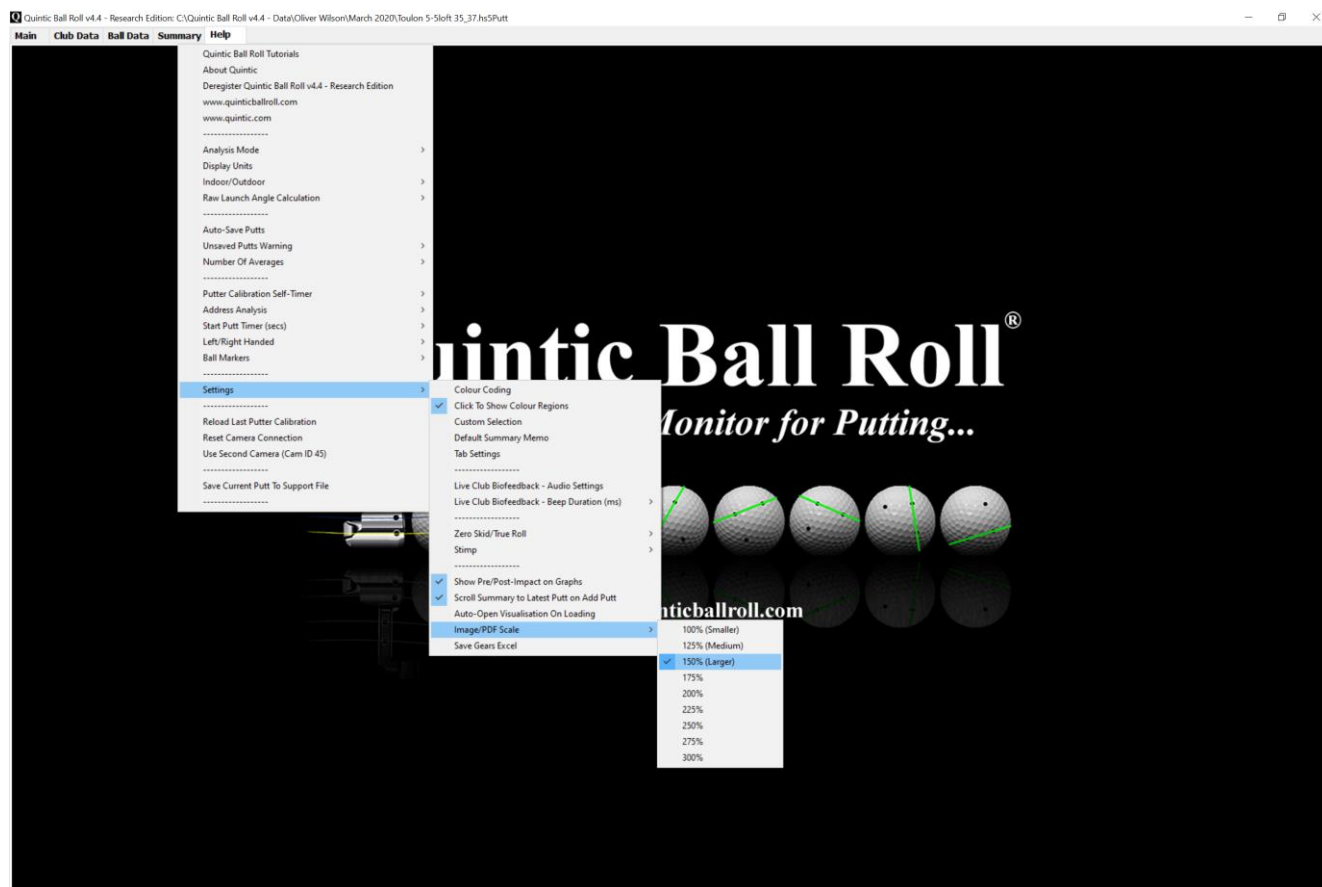 Quintic Ball Roll v4.4 - Research Edition: C:\Quintic Ball Roll v4.4 - Data\Oliver Wilson\March 2020\Toulon S-5loft 35_37.hs5Putt
Main Club Data Ball Data Summary Help
Quintic Ball Roll Tutorials
About Quintic
Deregister Quintic Ball Roll v4.4 - Research Edition
www.quinticballroll.com
www.quintic.com
------------------
Analysis Mode >
Display Units
Indoor/Outdoor >
Raw Launch Angle Calculation >
------------------
Auto-Save Putts
Unsaved Putts Warning >
Number Of Averages >
------------------
Putter Calibration Self-Timer >
Address Analysis >
Start Putt Timer (secs) >
Left/Right Handed >
Ball Markers >
------------------
Settings >
------------------
Reload Last Putter Calibration
Reset Camera Connection
Use Second Camera (Cam ID 45)
------------------
Save Current Putt To Support File
------------------
Colour Coding
Click To Show Colour Regions
Custom Selection
Default Summary Memo
Tab Settings
------------------
Live Club Biofeedback - Audio Settings
Live Club Biofeedback - Beep Duration (ms) >
------------------
Zero Skid/True Roll >
Stimp >
------------------
Show Pre/Post-Impact on Graphs
Scroll Summary to Latest Putt on Add Putt
Auto-Open Visualisation On Loading
Image/PDF Scale >
Save Gears Excel
100% (Smaller)
125% (Medium)
150% (Larger)
175%
200%
225%
250%
275%
300%
uintic Ball Roll®
Monitor for Putting...
nticballroll.com